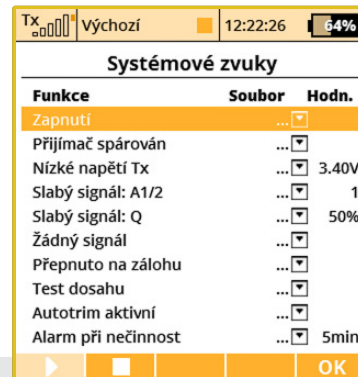 Tx Výchozí 12:22:26 64%
Systémové zvuky
Funkce Soubor Hodn.
Zapnutí ...
Přijímač spárován ...
Nízké napětí Tx ... 3.40V
Slabý signál: A1/2 ... 1
Slabý signál: Q ... 50%
Žádný signál ...
Přepnuto na zálohu ...
Test dosahu ...
Autotrim aktivní ...
Alarm při nečinnost ... 5min
OK